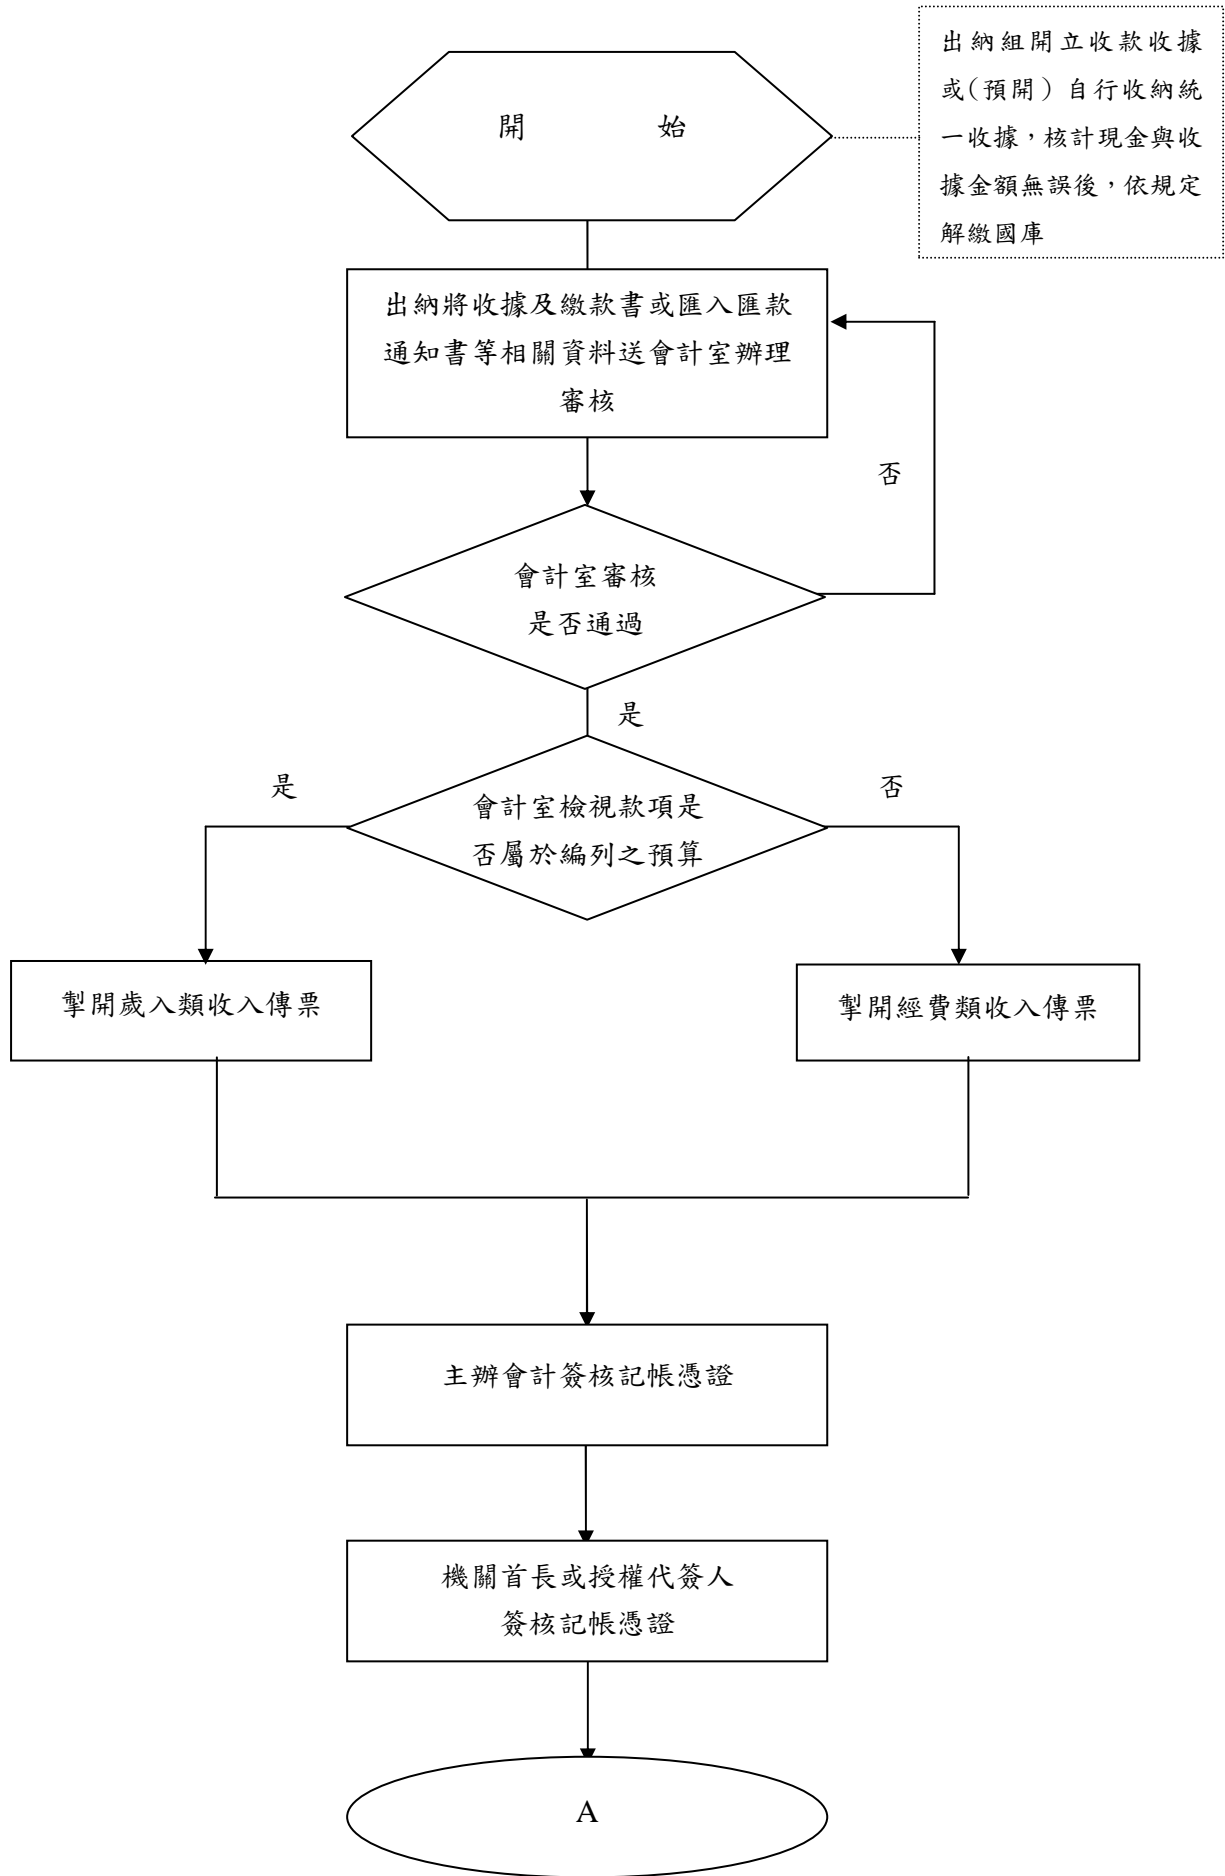 出納組開立收款收據
或(預開)自行收納統
一收據，核計現金與收
據金額無誤後，依規定
解繳國庫
開 始
出納將收據及繳款書或匯入匯款
通知書等相關資料送會計室辦理
審核
否
會計室審核
是否通過
是
是
否
會計室檢視款項是
否屬於編列之預算
掣開歲入類收入傳票
掣開經費類收入傳票
主辦會計簽核記帳憑證
機關首長或授權代簽人
簽核記帳憑證
A